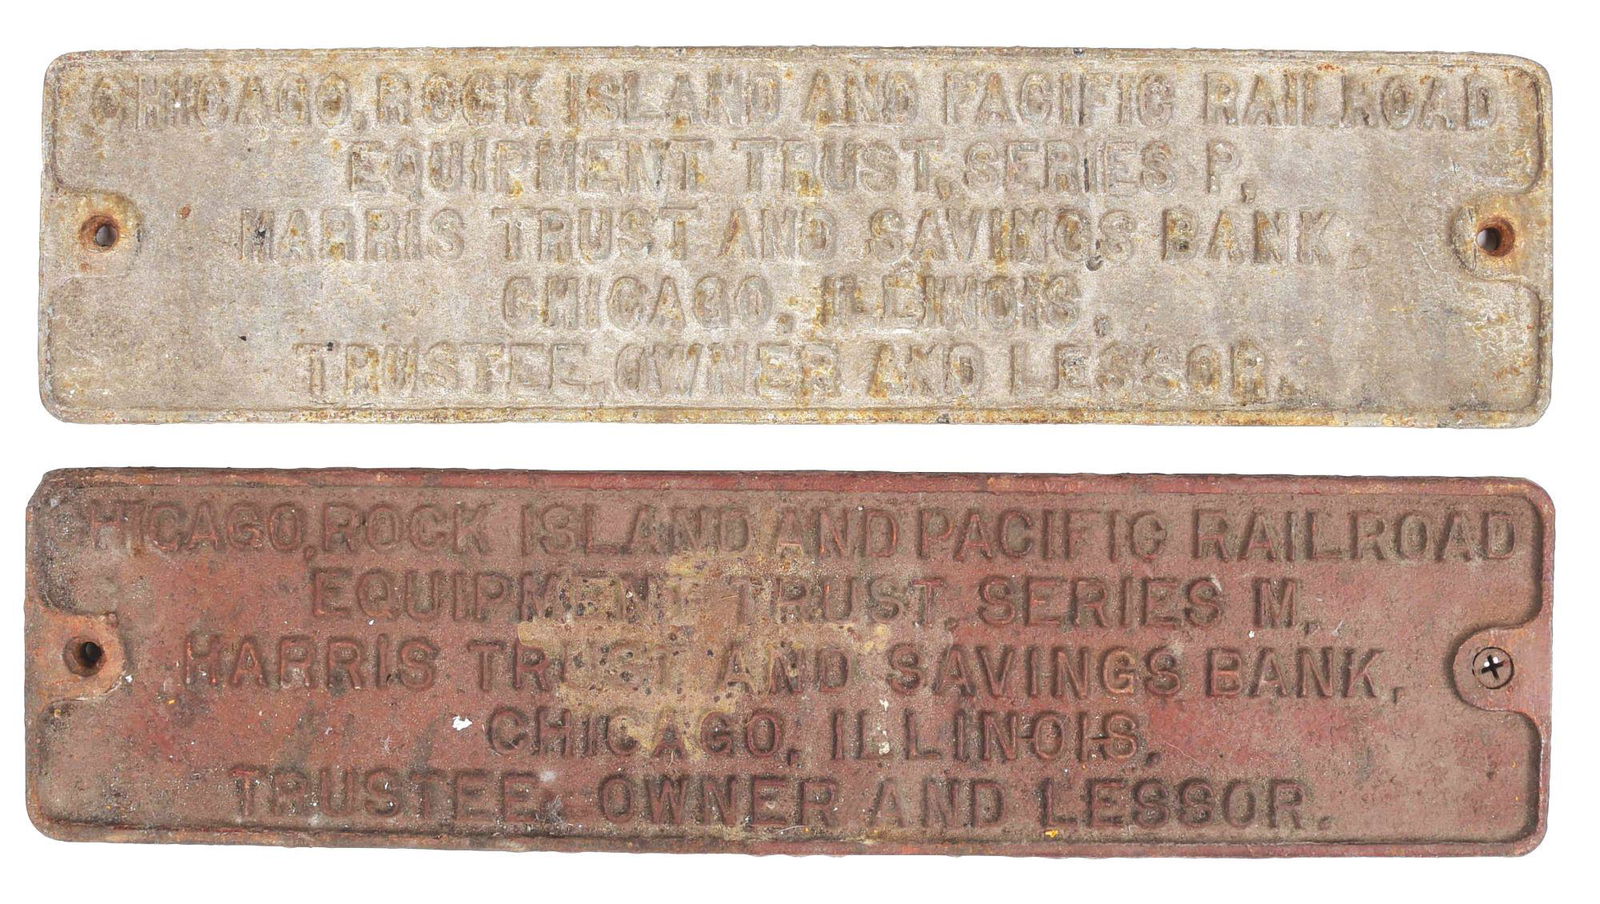 CHICAGO, ROCK ISLAND AND PACIFIC RAILROAD
EQUIPMENT TRUST, SERIES P,
HARRIS TRUST AND SAVINGS BANK,
CHICAGO, ILLINOIS,
TRUSTEE, OWNER AND LESSOR.
CHICAGO, ROCK ISLAND AND PACIFIC RAILROAD
EQUIPMENT TRUST, SERIES M,
HARRIS TRUST AND SAVINGS BANK,
CHICAGO, ILLINOIS,
TRUSTEE, OWNER AND LESSOR.